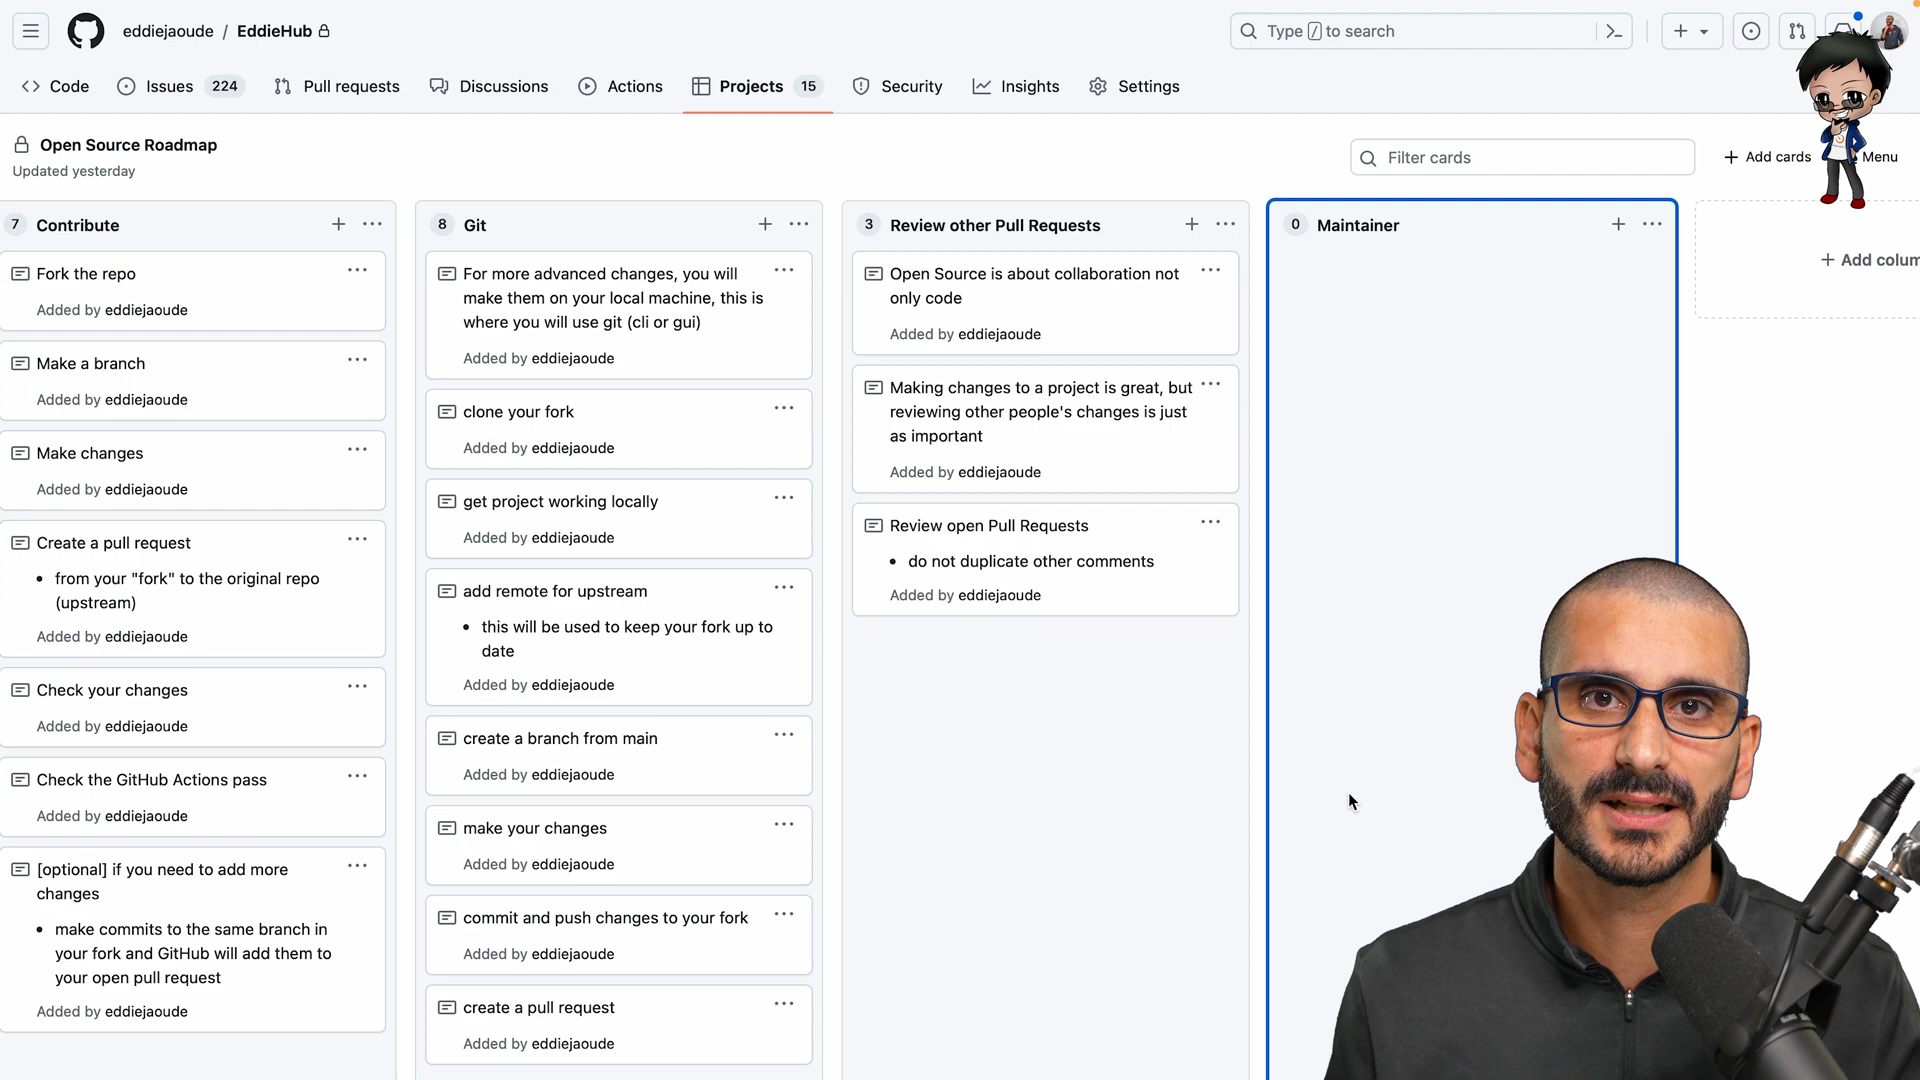 eddiejaoude / EddieHub
Type / to search
Code
Issues 224
Pull requests
Discussions
Actions
Projects 15
Security
Insights
Settings
Open Source Roadmap
Updated yesterday
Filter cards
+ Add cards
Menu
7 Contribute
Fork the repo
Added by eddiejaoude
Make a branch
Added by eddiejaoude
Make changes
Added by eddiejaoude
Create a pull request
• from your "fork" to the original repo
(upstream)
Added by eddiejaoude
Check your changes
Added by eddiejaoude
Check the GitHub Actions pass
Added by eddiejaoude
[optional] if you need to add more
changes
• make commits to the same branch in
your fork and GitHub will add them to
your open pull request
Added by eddiejaoude
8 Git
For more advanced changes, you will
make them on your local machine, this is
where you will use git (cli or gui)
Added by eddiejaoude
clone your fork
Added by eddiejaoude
get project working locally
Added by eddiejaoude
add remote for upstream
• this will be used to keep your fork up to
date
Added by eddiejaoude
create a branch from main
Added by eddiejaoude
make your changes
Added by eddiejaoude
commit and push changes to your fork
Added by eddiejaoude
create a pull request
Added by eddiejaoude
3 Review other Pull Requests
Open Source is about collaboration not
only code
Added by eddiejaoude
Making changes to a project is great, but
reviewing other people's changes is just
as important
Added by eddiejaoude
Review open Pull Requests
• do not duplicate other comments
Added by eddiejaoude
0 Maintainer
+ Add colum